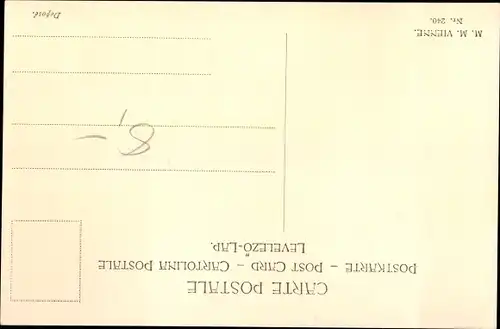 CARTE POSTALE
POSTKARTE – POST CARD – CARTOLINA POSTALE
LEVELEZŐ-LAP.
8,–
M. M. VIENNE.
Nr. 240.
Déposé.